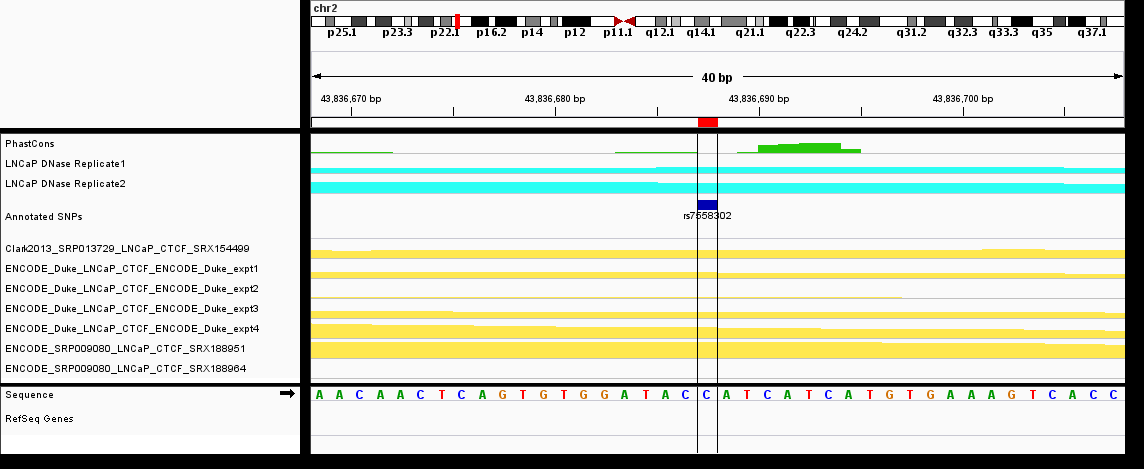 chr2
p25.1 p23.3 p22.1 p16.2 p14 p12 p11.1 q12.1 q14.1 q21.1 q22.3 q24.2 q31.2 q32.3 q33.3 q35 q37.1
40 bp
43,836,670 bp 43,836,680 bp 43,836,690 bp 43,836,700 bp
PhastCons
LNCaP DNase Replicate1
LNCaP DNase Replicate2
Annotated SNPs
rs7558302
Clark2013_SRP013729_LNCaP_CTCF_SRX154499
ENCODE_Duke_LNCaP_CTCF_ENCODE_Duke_expt1
ENCODE_Duke_LNCaP_CTCF_ENCODE_Duke_expt2
ENCODE_Duke_LNCaP_CTCF_ENCODE_Duke_expt3
ENCODE_Duke_LNCaP_CTCF_ENCODE_Duke_expt4
ENCODE_SRP009080_LNCaP_CTCF_SRX188951
ENCODE_SRP009080_LNCaP_CTCF_SRX188964
Sequence A A C A A C T C A G T G T G G A T A C C A T C A T C A T G T G A A A G T C A C C
RefSeq Genes